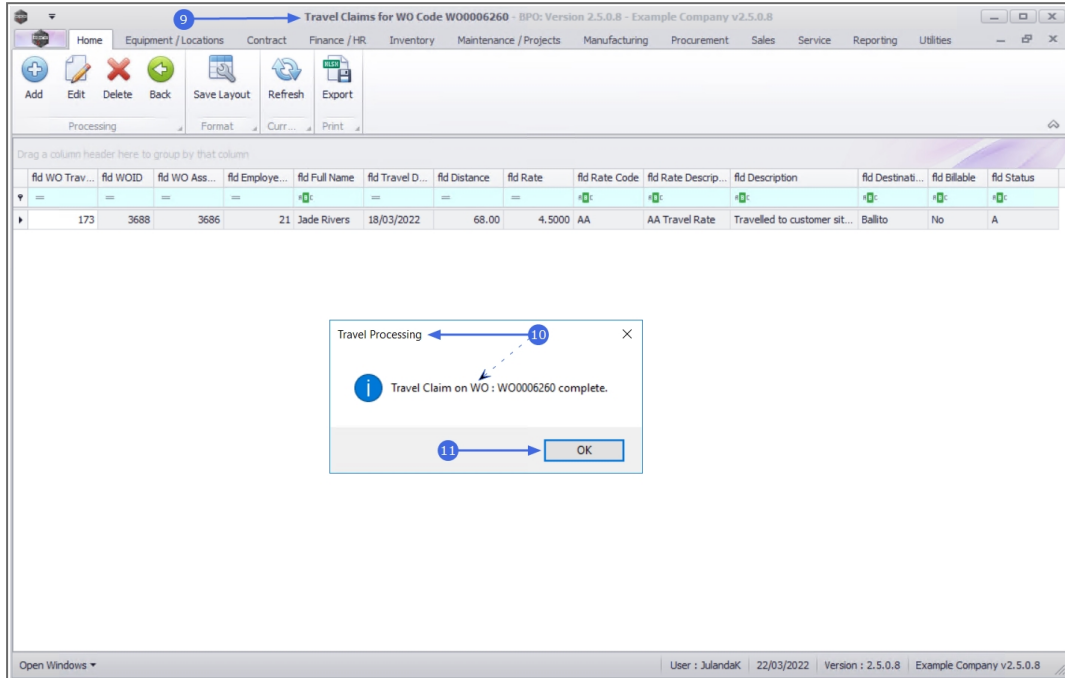 9
Travel Claims for WO Code WO0006260 - BPO: Version 2.5.0.8 - Example Company v2.5.0.8
Home Equipment / Locations Contract Finance / HR Inventory Maintenance / Projects Manufacturing Procurement Sales Service Reporting Utilities
Add Edit Delete Back Save Layout Refresh Export
Processing Format Curr... Print
Drag a column header here to group by that column
fld WO Trav... fld WOID fld WO Ass... fld Employe... fld Full Name fld Travel D... fld Distance fld Rate fld Rate Code fld Rate Descrip... fld Description fld Destinati... fld Billable fld Status
= = = = = = =
173 3688 3686 21 Jade Rivers 18/03/2022 68.00 4.5000 AA AA Travel Rate Travelled to customer sit... Ballito No A
Travel Processing 10
Travel Claim on WO : WO0006260 complete.
11 OK
Open Windows User : JulandaK 22/03/2022 Version : 2.5.0.8 Example Company v2.5.0.8